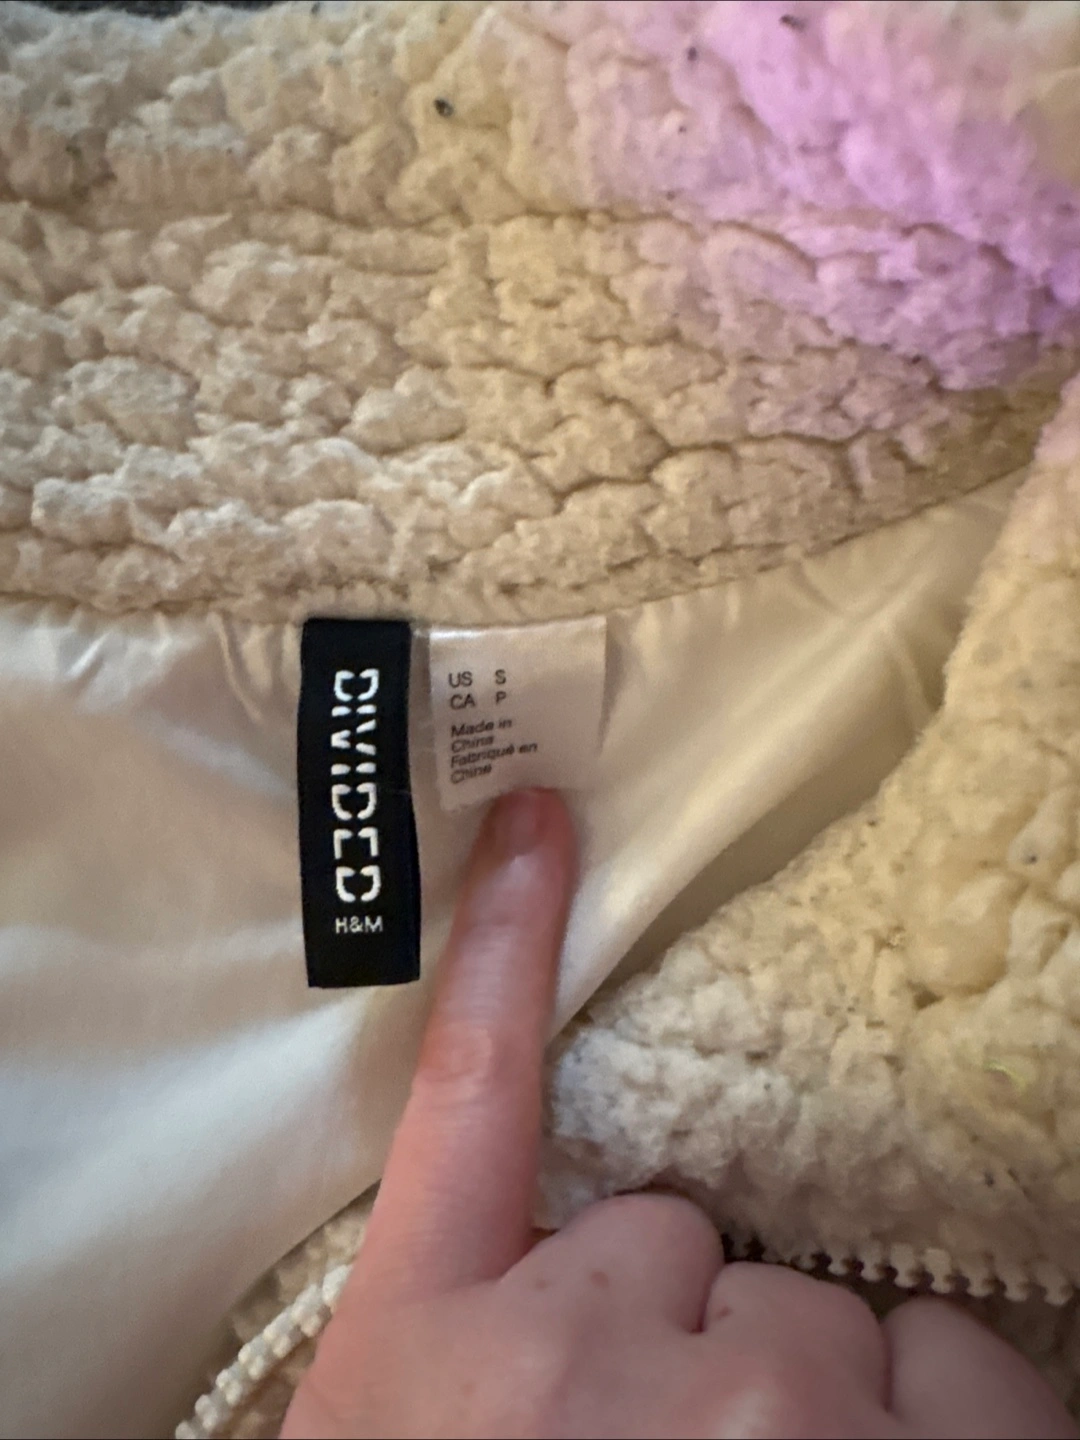 DIVIDED
H&M
US S
CA P
Made in
China
Fabriqué en
Chine